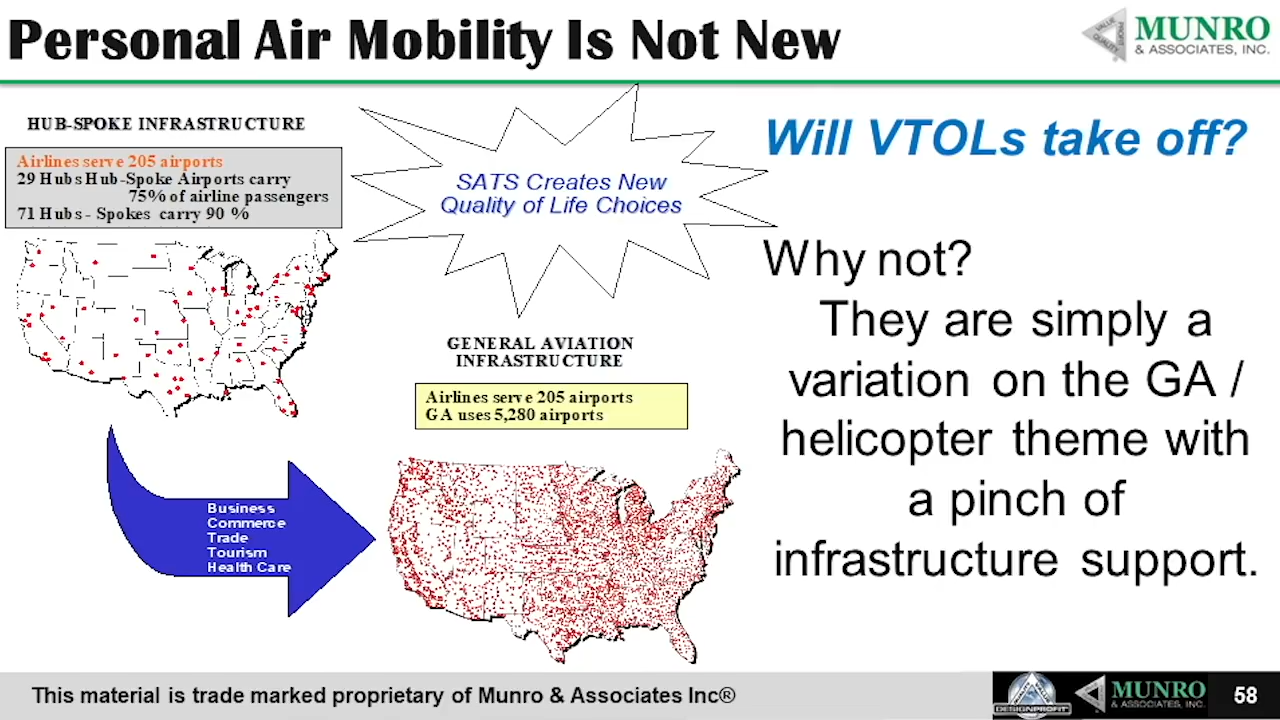 Personal Air Mobility Is Not New
MUNRO
& ASSOCIATES, INC.
HUB-SPOKE INFRASTRUCTURE
Airlines serve 205 airports
29 Hubs Hub-Spoke Airports carry
75% of airline passengers
71 Hubs - Spokes carry 90 %
SATS Creates New
Quality of Life Choices
GENERAL AVIATION
INFRASTRUCTURE
Airlines serve 205 airports
GA uses 5,280 airports
Business
Commerce
Trade
Tourism
Health Care
Will VTOLs take off?
Why not?
They are simply a
variation on the GA /
helicopter theme with
a pinch of
infrastructure support.
This material is trade marked proprietary of Munro & Associates Inc®
DESIGNPROFIT
MUNRO
& ASSOCIATES, INC.
58